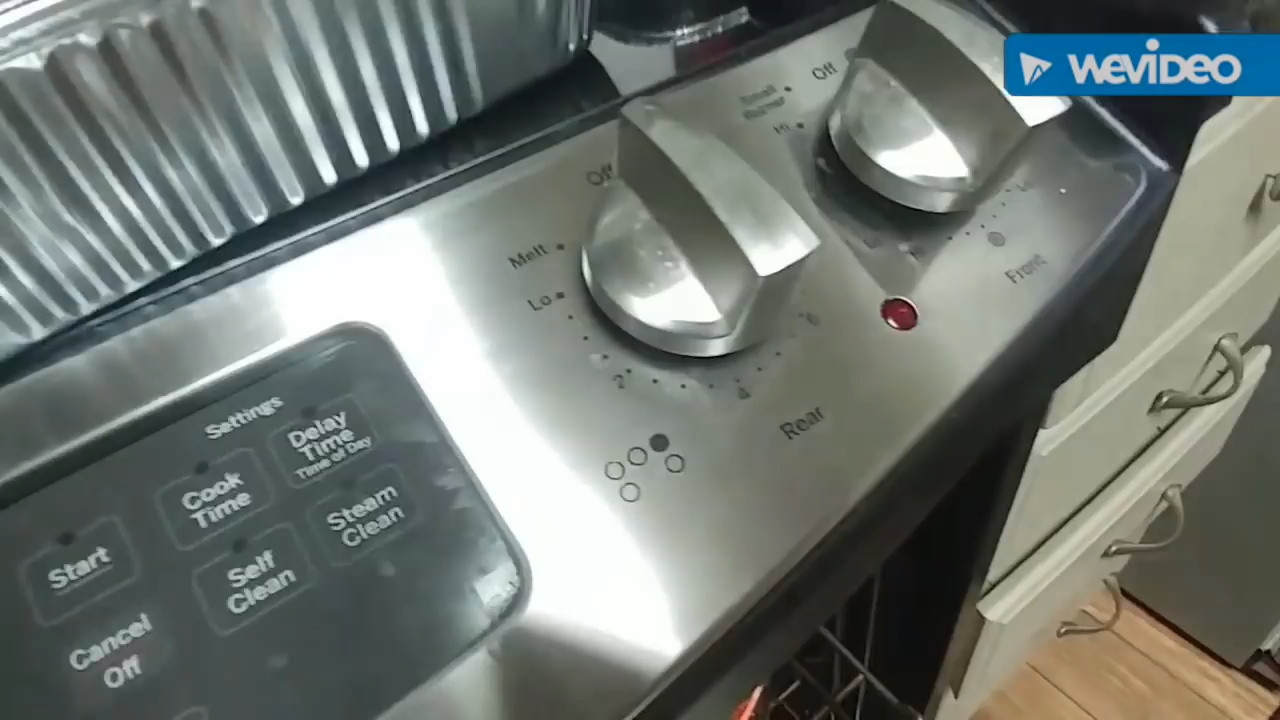 WEVIDEO
Off
Small
Burner
Hi
Off
Melt
Lo
2
4
6
Front
Rear
Settings
Delay
Time
Time of Day
Cook
Time
Steam
Clean
Start
Self
Clean
Cancel
Off